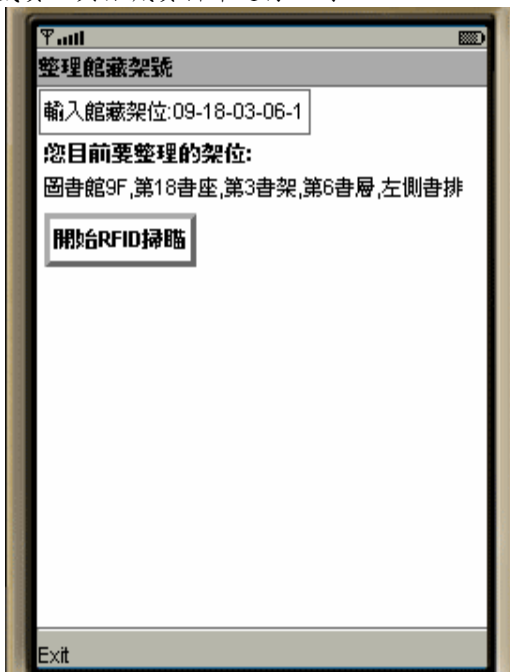 整理館藏架號
輸入館藏架位:09-18-03-06-1
您目前要整理的架位:
圖書館9F,第18書座,第3書架,第6書層,左側書排
開始RFID掃瞄
Exit